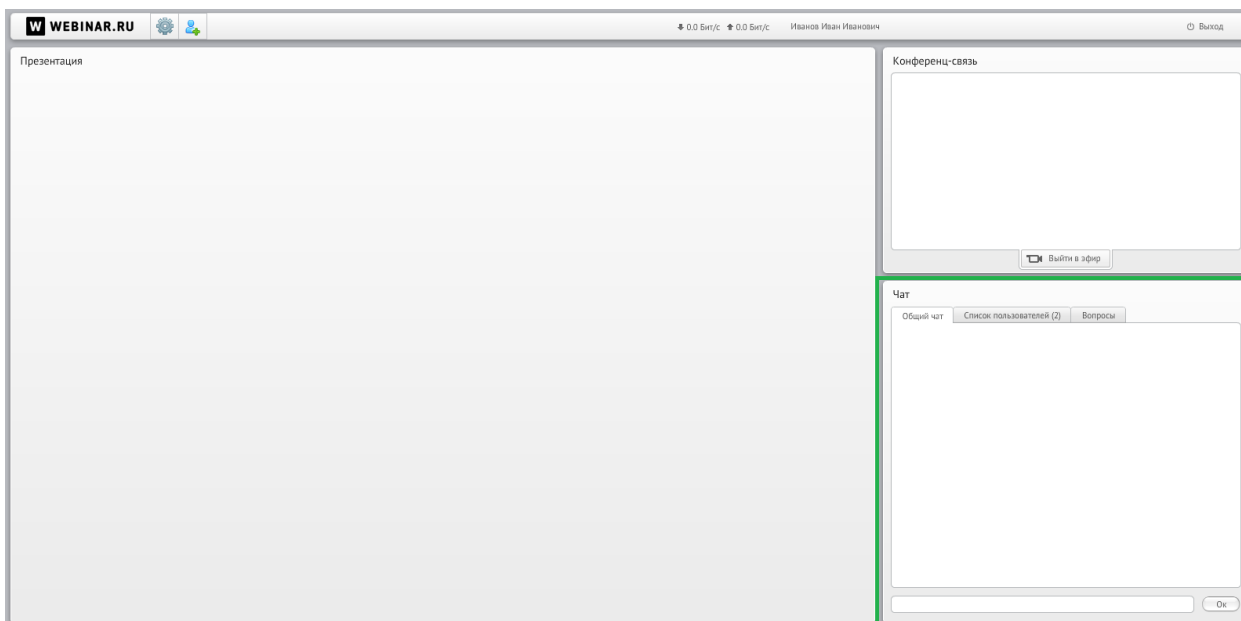 W WEBINAR.RU 0.0 Бит/с 0.0 Бит/с Иванов Иван Иванович Выход
Презентация
Конференц-связь
Выйти в эфир
Чат
Общий чат Список пользователей (2) Вопросы
Ок